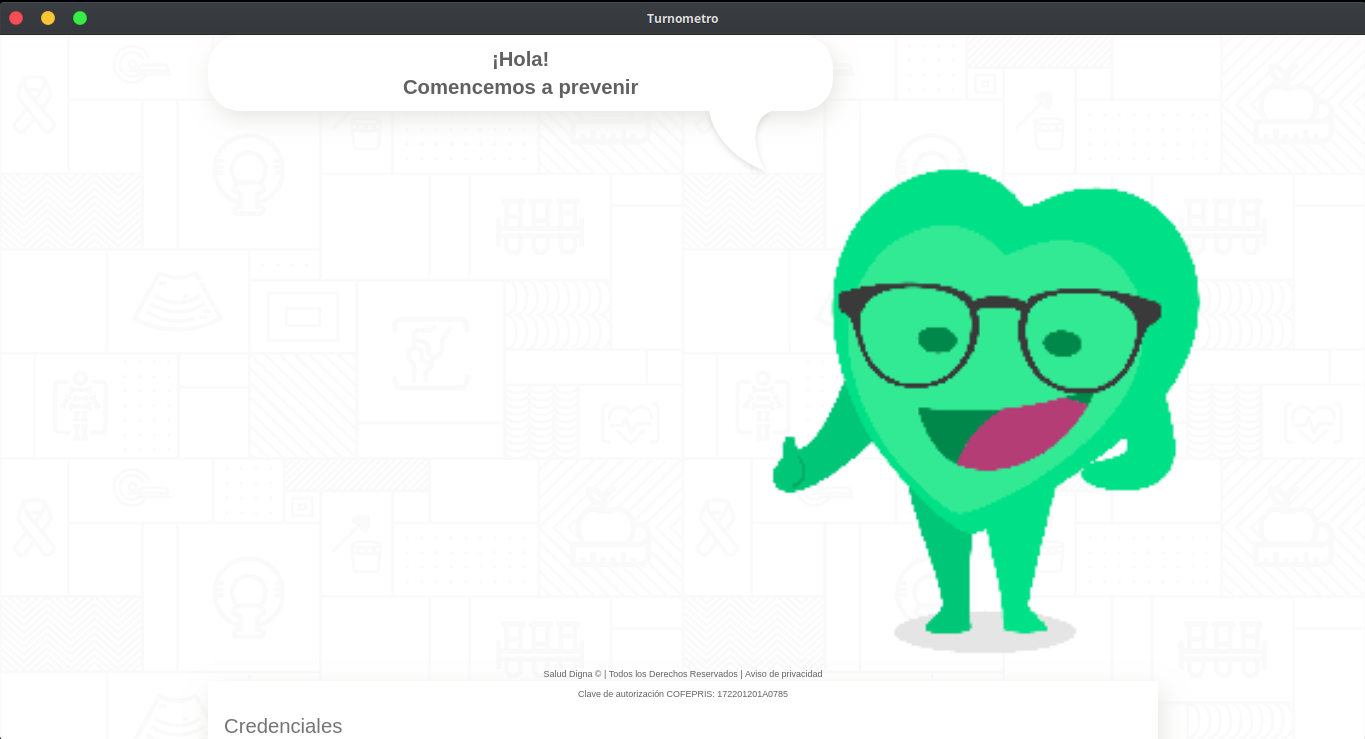 Turnometro
¡Hola!
Comencemos a prevenir
Salud Digna © | Todos los Derechos Reservados | Aviso de privacidad
Clave de autorización COFEPRIS: 172201201A0785
Credenciales